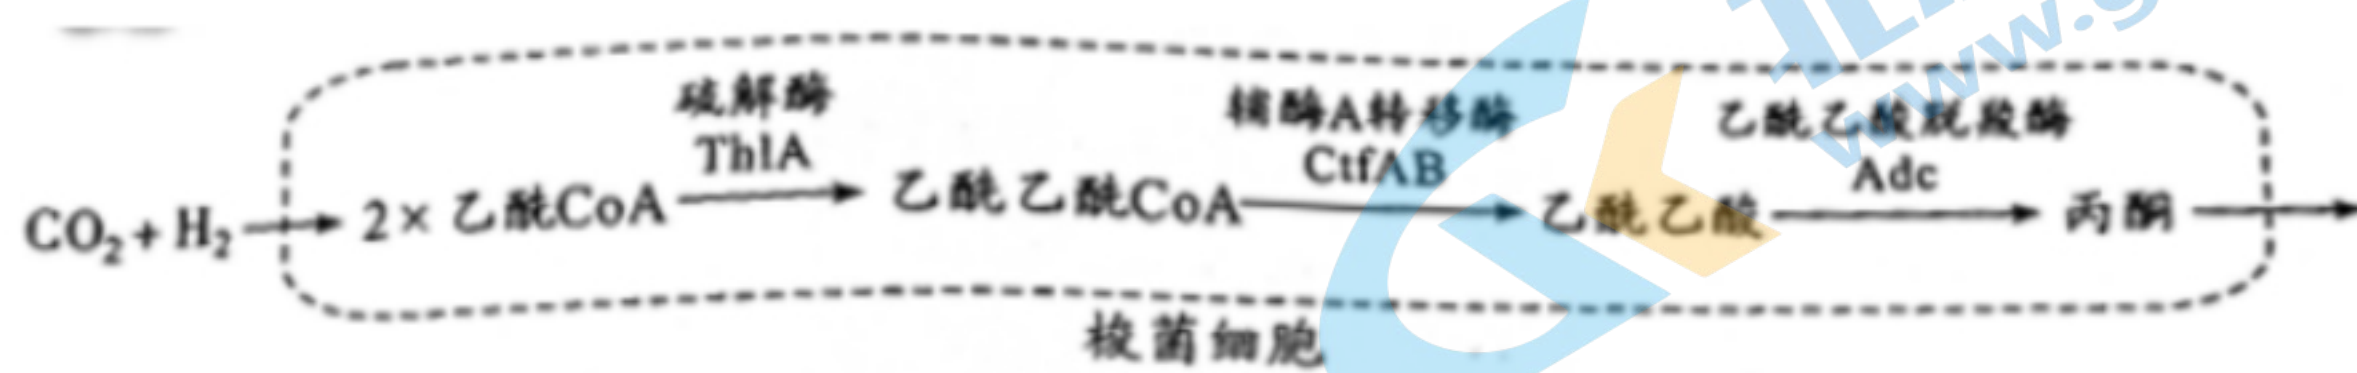 硫解酶
ThlA
辅酶A转移酶
CtfAB
乙酰乙酸脱羧酶
Adc
CO₂+H₂
2× 乙酰CoA
乙酰乙酰CoA
乙酰乙酸
丙酮
梭菌细胞
www.g